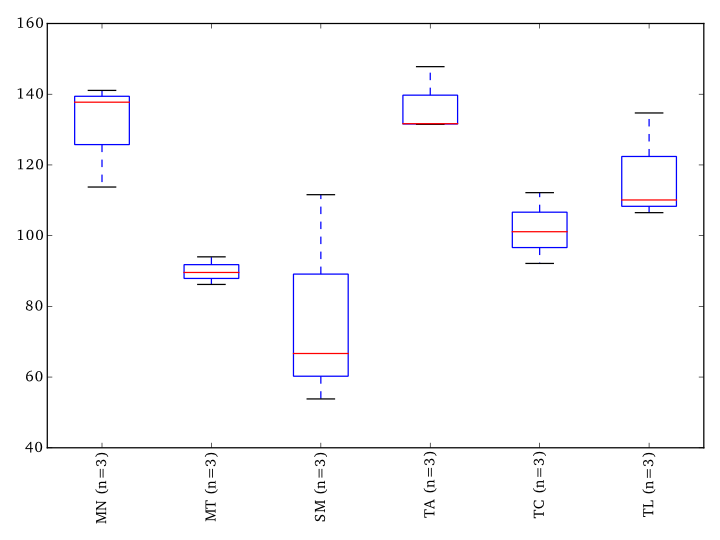 160
140
120
100
80
60
40
MN (n=3)
MT (n=3)
SM (n=3)
TA (n=3)
TC (n=3)
TL (n=3)